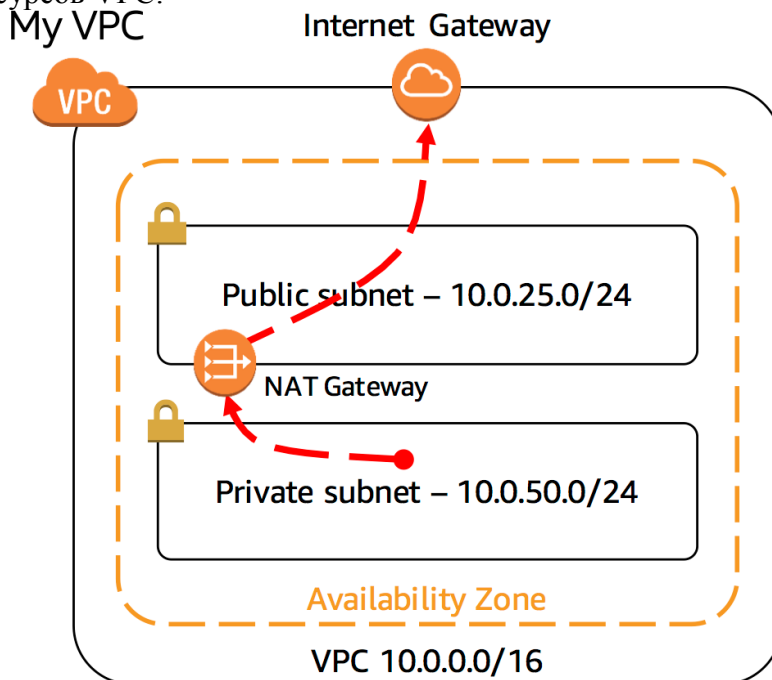 VPC.
My VPC
Internet Gateway
VPC
Public subnet – 10.0.25.0/24
NAT Gateway
Private subnet – 10.0.50.0/24
Availability Zone
VPC 10.0.0.0/16